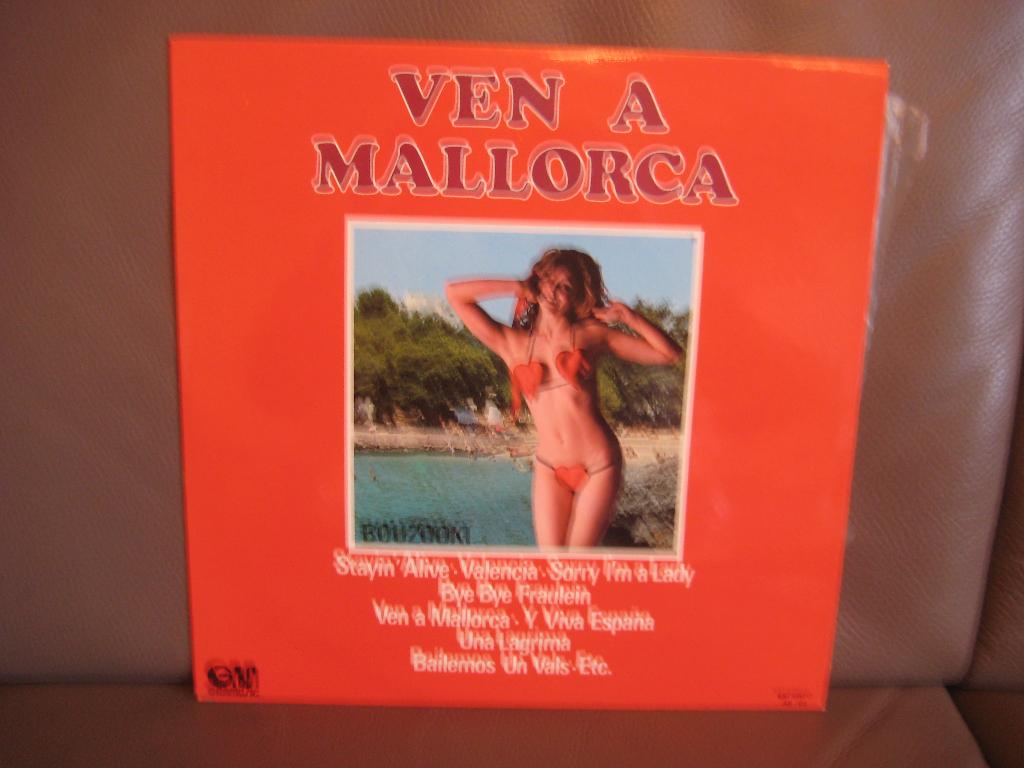 VEN A
MALLORCA
BOUZOUKI
Stayin' Alive · Valencia · Sorry I'm a Lady
Bye Bye Fraulein
Ven a Mallorca · Y Viva España
Una Lagrima
Bailemos Un Vals · Etc.